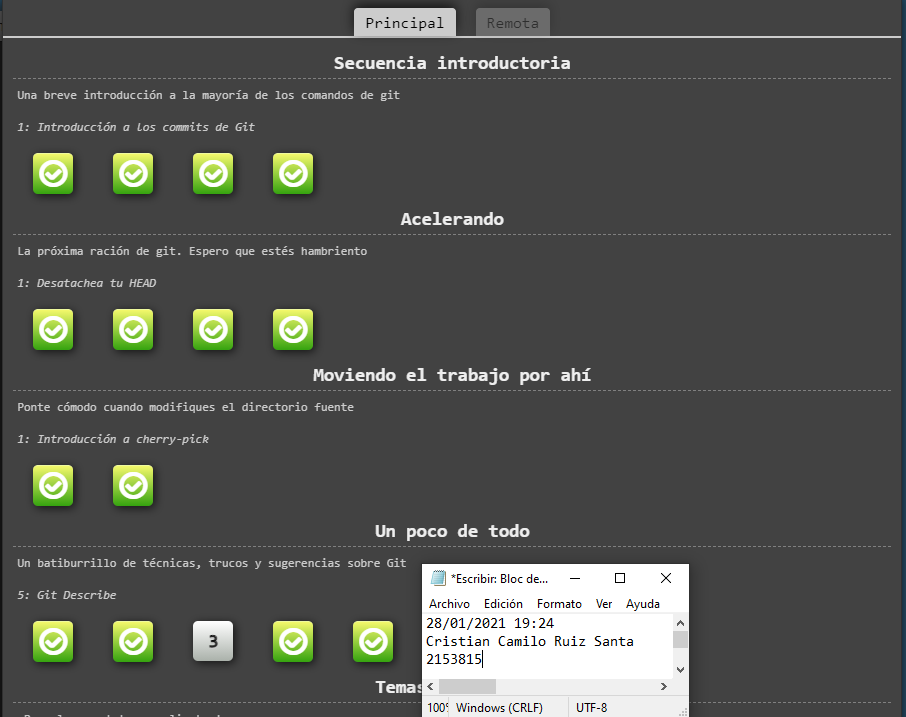 Principal
Remota
Secuencia introductoria
Una breve introducción a la mayoría de los comandos de git
1: Introducción a los commits de Git
Acelerando
La próxima ración de git. Espero que estés hambriento
1: Desatachea tu HEAD
Moviendo el trabajo por ahí
Ponte cómodo cuando modifiques el directorio fuente
1: Introducción a cherry-pick
Un poco de todo
Un batiburrillo de técnicas, trucos y sugerencias sobre Git
5: Git Describe
3
Temas
*Escribir: Bloc de...
Archivo Edición Formato Ver Ayuda
28/01/2021 19:24
Cristian Camilo Ruiz Santa
2153815
100% Windows (CRLF) UTF-8